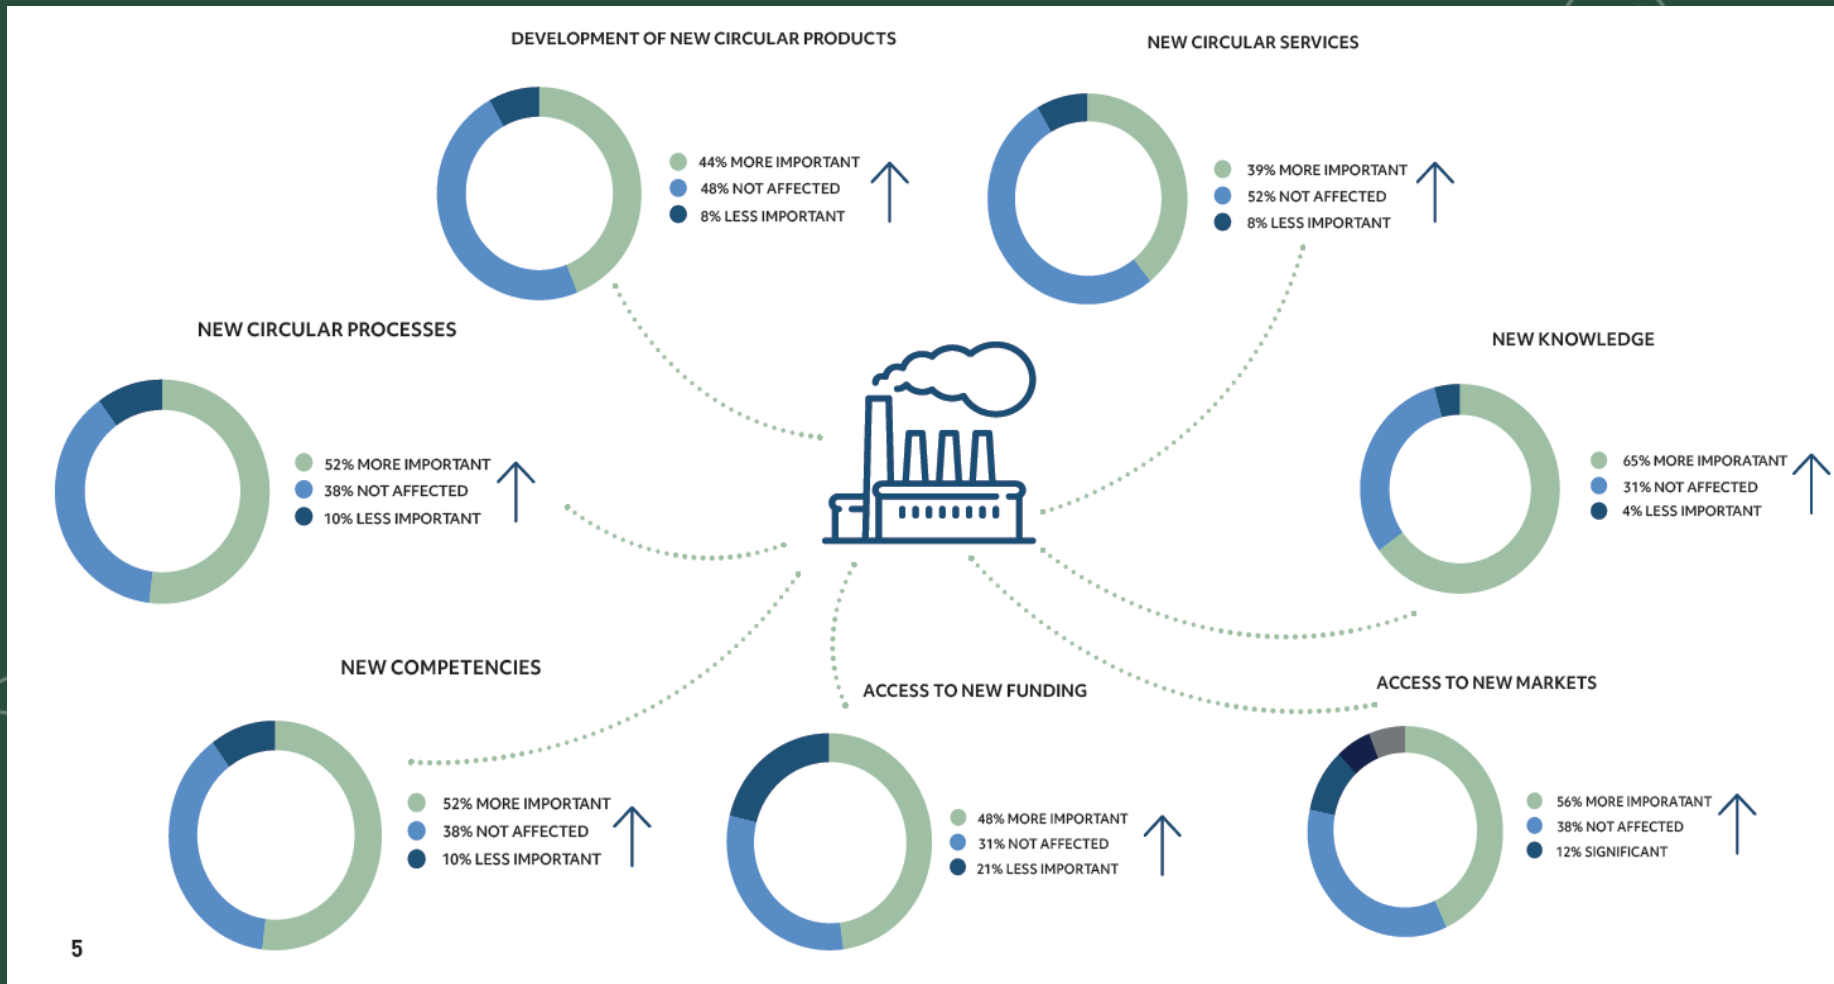 DEVELOPMENT OF NEW CIRCULAR PRODUCTS
44% MORE IMPORTANT
48% NOT AFFECTED
8% LESS IMPORTANT
NEW CIRCULAR SERVICES
39% MORE IMPORTANT
52% NOT AFFECTED
8% LESS IMPORTANT
NEW CIRCULAR PROCESSES
52% MORE IMPORTANT
38% NOT AFFECTED
10% LESS IMPORTANT
NEW KNOWLEDGE
65% MORE IMPORATANT
31% NOT AFFECTED
4% LESS IMPORTANT
NEW COMPETENCIES
52% MORE IMPORTANT
38% NOT AFFECTED
10% LESS IMPORTANT
ACCESS TO NEW FUNDING
48% MORE IMPORTANT
31% NOT AFFECTED
21% LESS IMPORTANT
ACCESS TO NEW MARKETS
56% MORE IMPORATANT
38% NOT AFFECTED
12% SIGNIFICANT
5